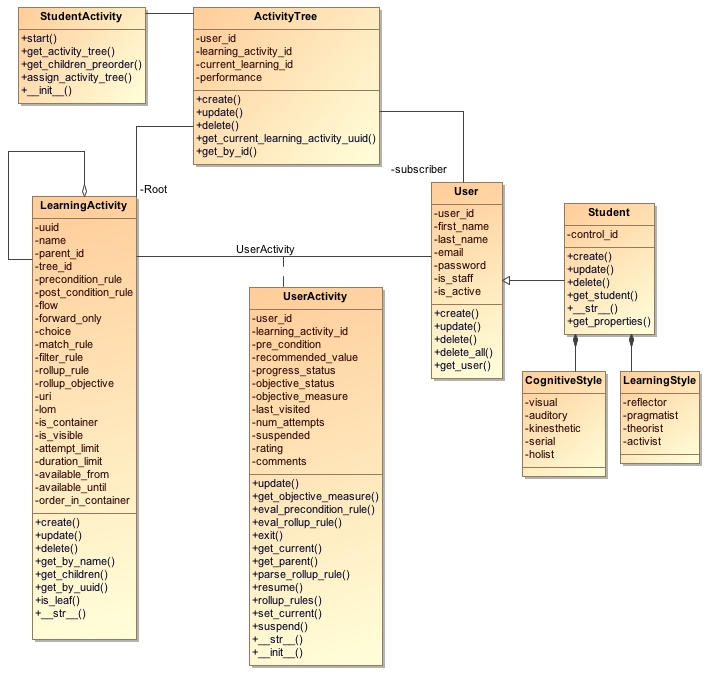 StudentActivity
+start()
+get_activity_tree()
+get_children_preorder()
+assign_activity_tree()
+__init__()
ActivityTree
-user_id
-learning_activity_id
-current_learning_id
-performance
+create()
+update()
+delete()
+get_current_learning_activity_uuid()
+get_by_id()
-Root
-subscriber
LearningActivity
-uuid
-name
-parent_id
-tree_id
-precondition_rule
-post_condition_rule
-flow
-forward_only
-choice
-match_rule
-filter_rule
-rollup_rule
-rollup_objective
-uri
-lom
-is_container
-is_visible
-attempt_limit
-duration_limit
-available_from
-available_until
-order_in_container
+create()
+update()
+delete()
+get_by_name()
+get_children()
+get_by_uuid()
+is_leaf()
+__str__()
UserActivity
UserActivity
-user_id
-learning_activity_id
-pre_condition
-recommended_value
-progress_status
-objective_status
-objective_measure
-last_visited
-num_attempts
-suspended
-rating
-comments
+update()
+get_objective_measure()
+eval_precondition_rule()
+eval_rollup_rule()
+exit()
+get_current()
+get_parent()
+parse_rollup_rule()
+resume()
+rollup_rules()
+set_current()
+suspend()
+__str__()
+__init__()
User
-user_id
-first_name
-last_name
-email
-password
-is_staff
-is_active
+create()
+update()
+delete()
+delete_all()
+get_user()
Student
-control_id
+create()
+update()
+delete()
+get_student()
+__str__()
+get_properties()
CognitiveStyle
-visual
-auditory
-kinesthetic
-serial
-holist
LearningStyle
-reflector
-pragmatist
-theorist
-activist